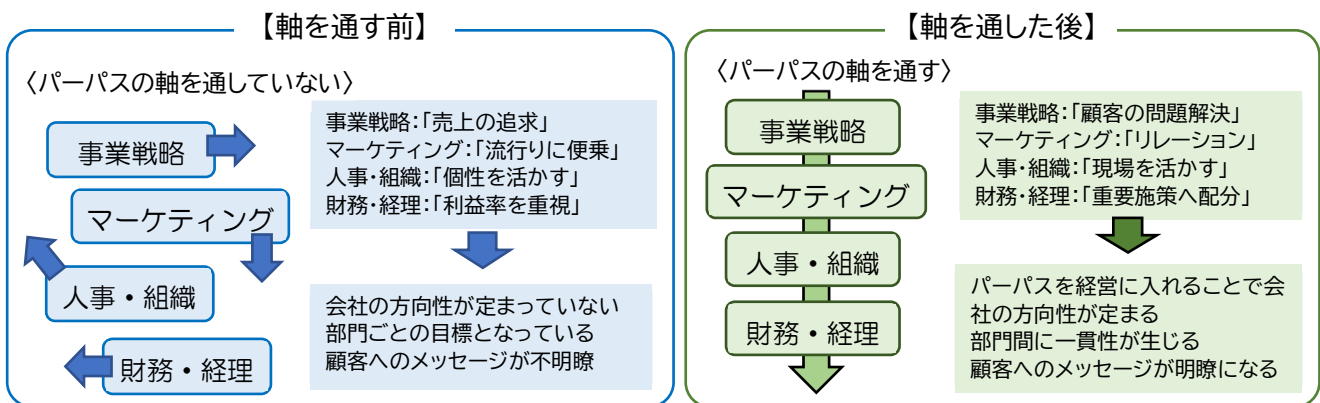 【軸を通す前】
〈パーパスの軸を通していない〉
事業戦略
マーケティング
人事・組織
財務・経理
事業戦略:「売上の追求」
マーケティング:「流行りに便乗」
人事・組織:「個性を活かす」
財務・経理:「利益率を重視」
会社の方向性が定まっていない
部門ごとの目標となっている
顧客へのメッセージが不明瞭
【軸を通した後】
〈パーパスの軸を通す〉
事業戦略
マーケティング
人事・組織
財務・経理
事業戦略:「顧客の問題解決」
マーケティング:「リレーション」
人事・組織:「現場を活かす」
財務・経理:「重要施策へ配分」
パーパスを経営に入れることで会
社の方向性が定まる
部門間に一貫性が生じる
顧客へのメッセージが明瞭になる